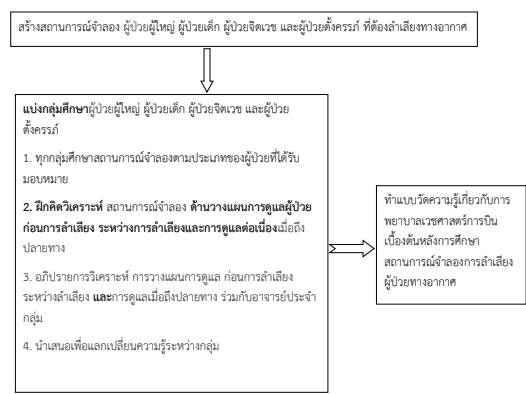 สร้างสถานการณ์จำลอง ผู้ป่วยผู้ใหญ่ ผู้ป่วยเด็ก ผู้ป่วยจิตเวช และผู้ป่วยตั้งครรภ์ ที่ต้องลำเลียงทางอากาศ
แบ่งกลุ่มศึกษาผู้ป่วยผู้ใหญ่ ผู้ป่วยเด็ก ผู้ป่วยจิตเวช และผู้ป่วย
ตั้งครรภ์
1. ทุกกลุ่มศึกษาสถานการณ์จำลองตามประเภทของผู้ป่วยที่ได้รับ
มอบหมาย
2. ฝึกคิดวิเคราะห์ สถานการณ์จำลอง ด้านวางแผนการดูแลผู้ป่วย
ก่อนการลำเลียง ระหว่างการลำเลียงและการดูแลต่อเนื่องเมื่อถึง
ปลายทาง
3. อภิปรายการวิเคราะห์ การวางแผนการดูแล ก่อนการลำเลียง
ระหว่างลำเลียง และการดูแลเมื่อถึงปลายทาง ร่วมกับอาจารย์ประจำ
กลุ่ม
4. นำเสนอเพื่อแลกเปลี่ยนความรู้ระหว่างกลุ่ม
ทำแบบวัดความรู้เกี่ยวกับการ
พยาบาลเวชศาสตร์การบิน
เบื้องต้นหลังการศึกษา
สถานการณ์จำลองการลำเลียง
ผู้ป่วยทางอากาศ